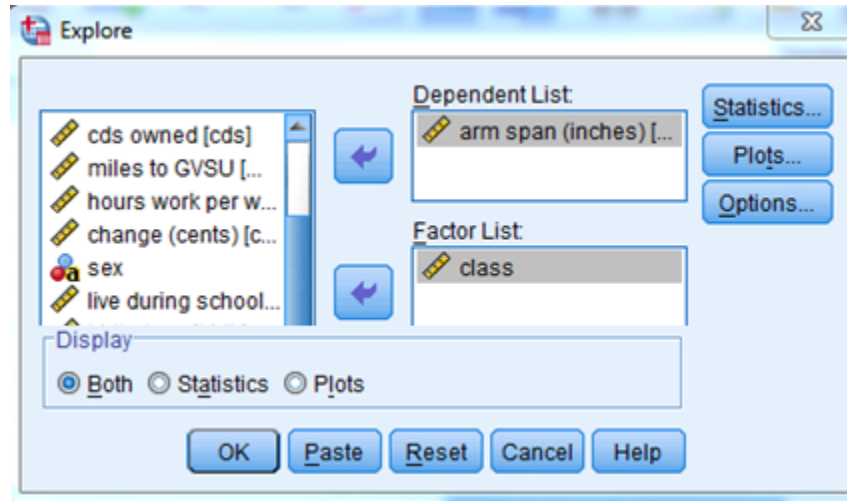 Explore
cds owned [cds]
miles to GVSU [...
hours work per w...
change (cents) [c...
sex
live during school...
Dependent List:
arm span (inches) [...
Factor List:
class
Statistics...
Plots...
Options...
Display
Both Statistics Plots
OK Paste Reset Cancel Help